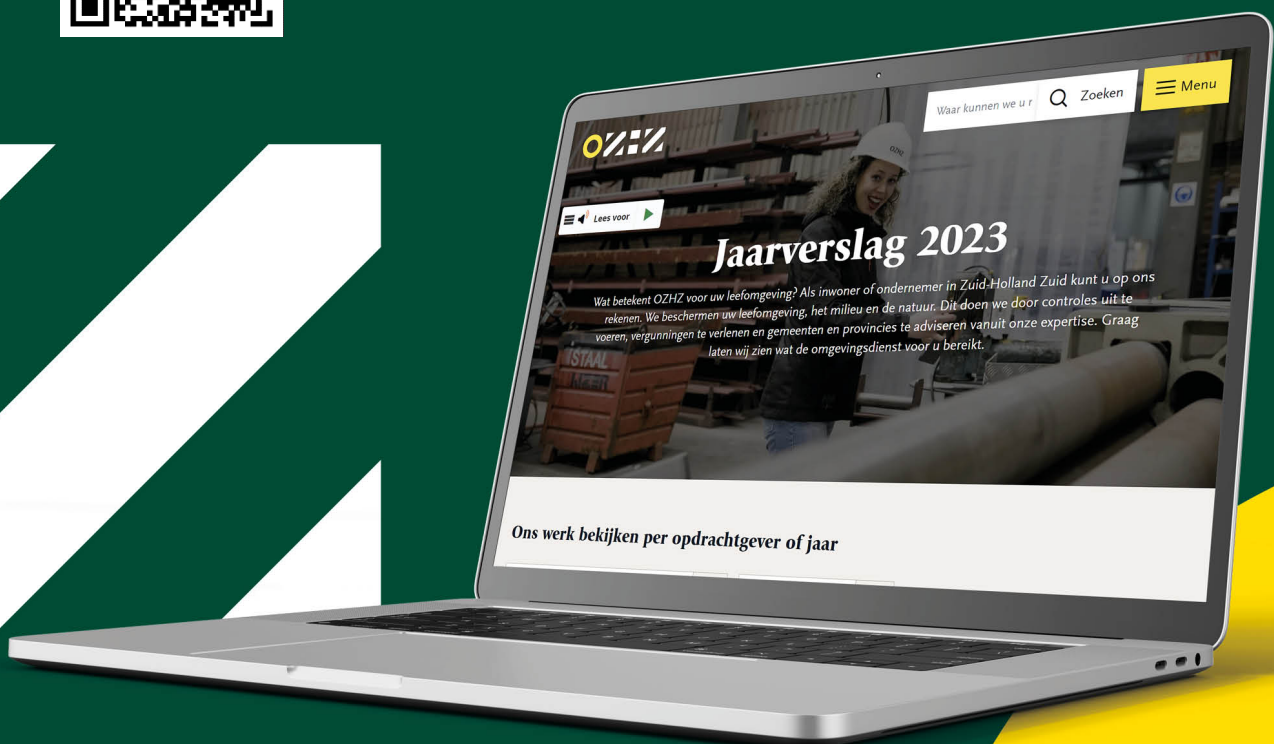 OZHZ
Waar kunnen we u r
Zoeken
Menu
OZHZ
Lees voor
Jaarverslag 2023
Wat betekent OZHZ voor uw leefomgeving? Als inwoner of ondernemer in Zuid-Holland Zuid kunt u op ons
rekenen. We beschermen uw leefomgeving, het milieu en de natuur. Dit doen we door controles uit te
voeren, vergunningen te verlenen en gemeenten en provincies te adviseren vanuit onze expertise. Graag
laten wij zien wat de omgevingsdienst voor u bereikt.
STAAL
Ons werk bekijken per opdrachtgever of jaar